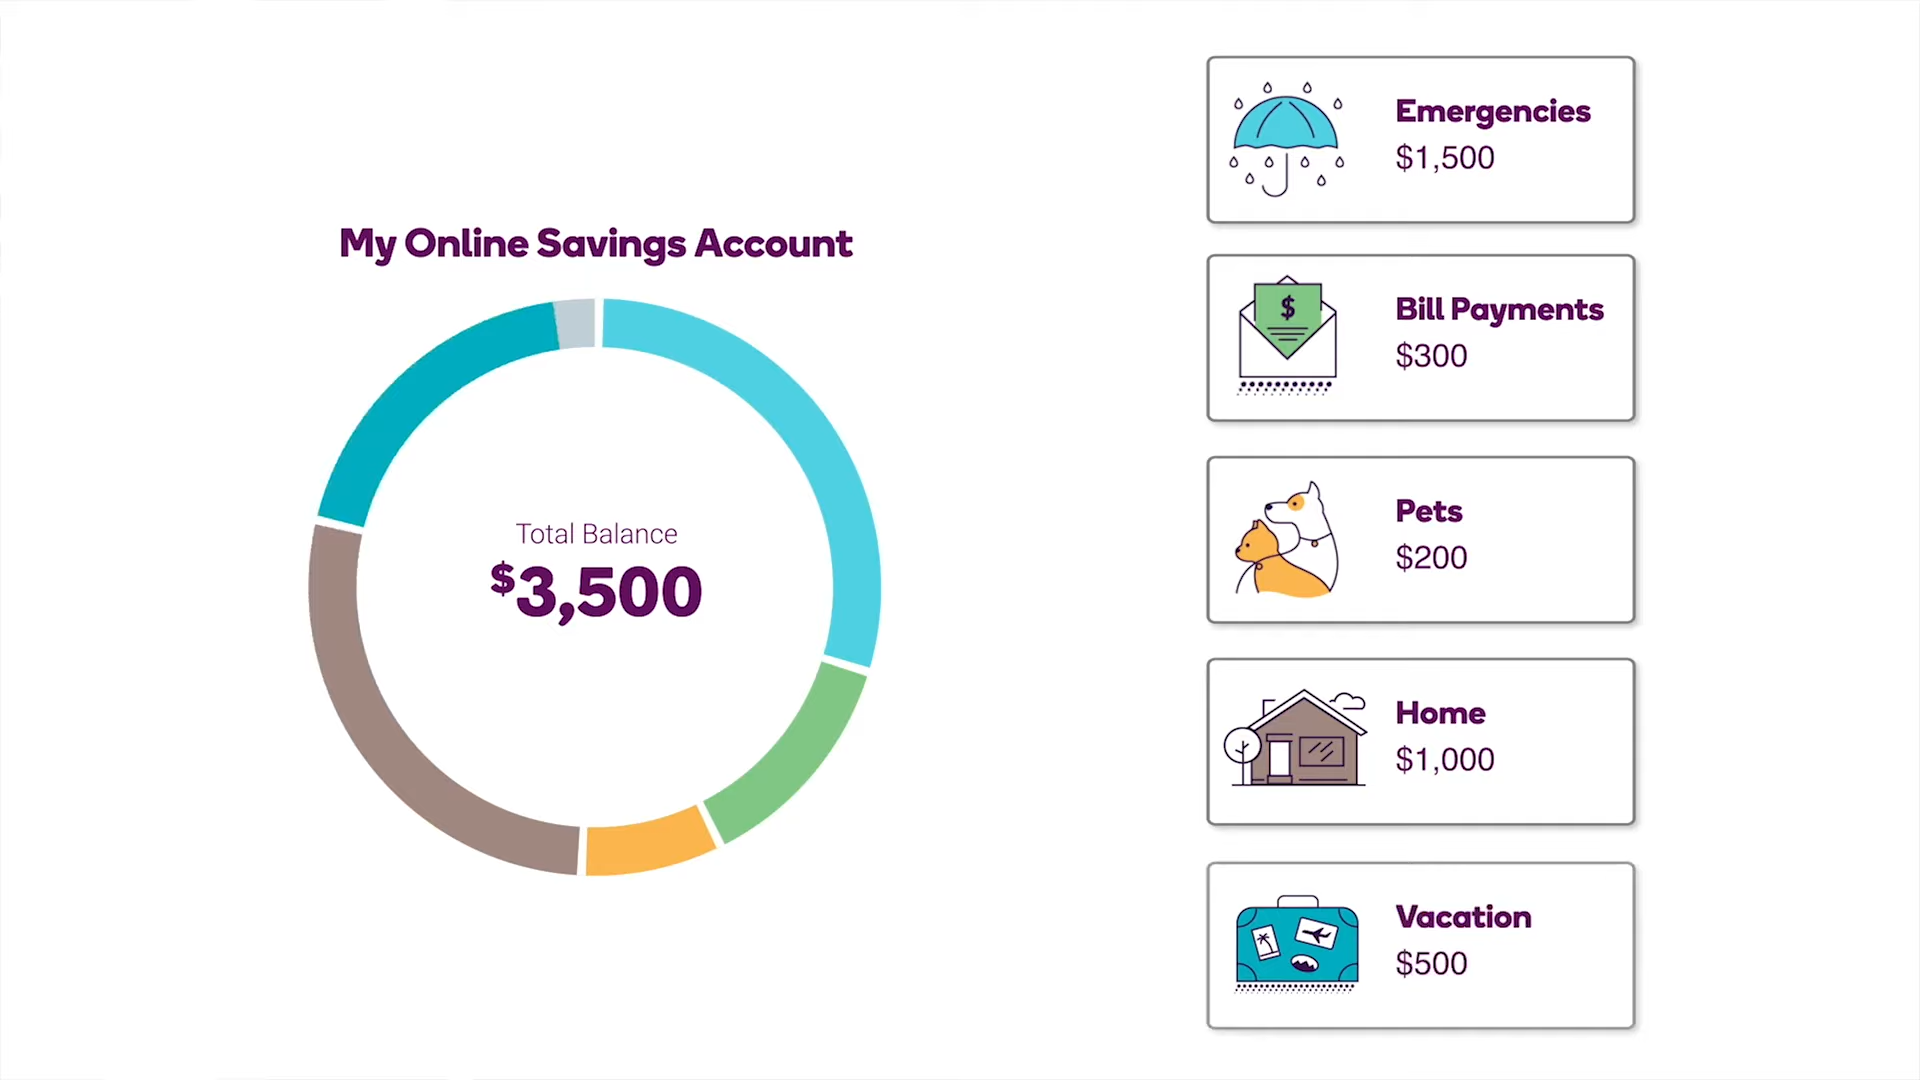 My Online Savings Account
Total Balance
$3,500
Emergencies
$1,500
$
Bill Payments
$300
Pets
$200
Home
$1,000
Vacation
$500